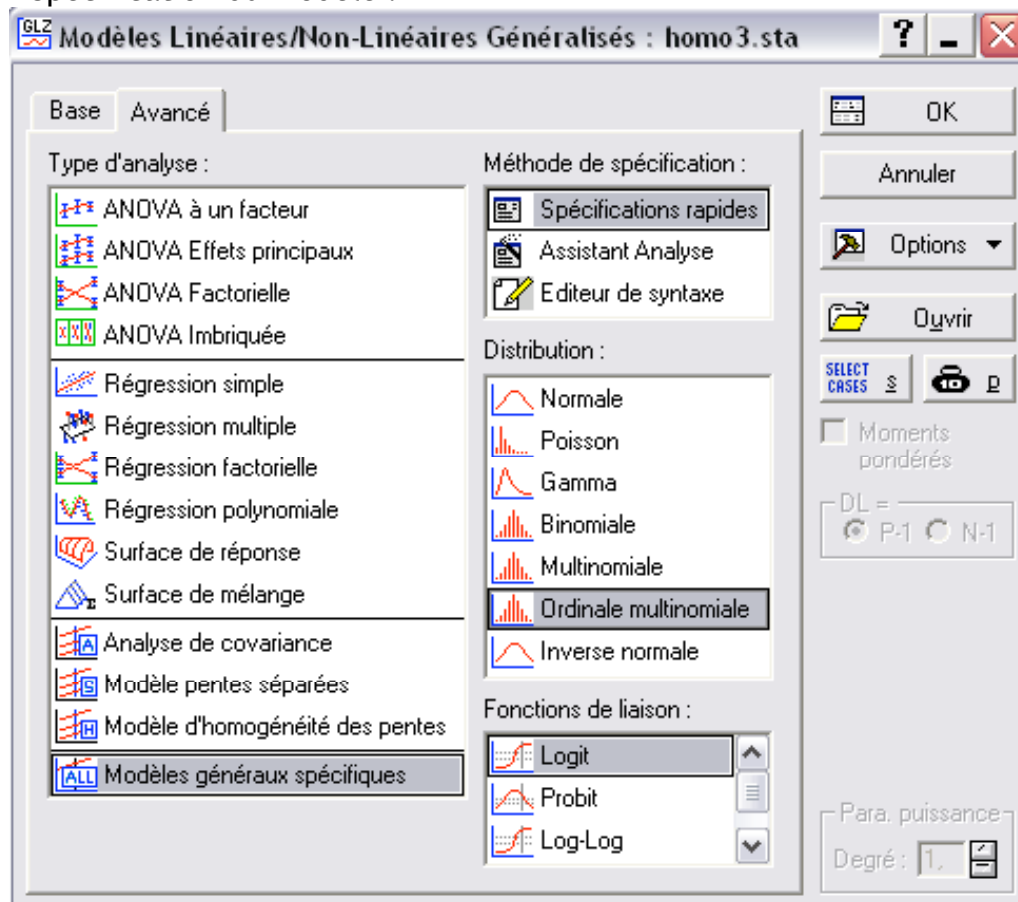 GLZ Modèles Linéaires/Non-Linéaires Généralisés : homo3.sta
Base Avancé
Type d'analyse :
ANOVA à un facteur
ANOVA Effets principaux
ANOVA Factorielle
ANOVA Imbriquée
Régression simple
Régression multiple
Régression factorielle
Régression polynomiale
Surface de réponse
Surface de mélange
Analyse de covariance
Modèle pentes séparées
Modèle d'homogénéité des pentes
ALL Modèles généraux spécifiques
Méthode de spécification :
Spécifications rapides
Assistant Analyse
Editeur de syntaxe
Distribution :
Normale
Poisson
Gamma
Binomiale
Multinomiale
Ordinale multinomiale
Inverse normale
Fonctions de liaison :
Logit
Probit
Log-Log
OK
Annuler
Options
Ouvrir
SELECT CASES S D
Moments
pondérés
DL =
P-1 N-1
Para. puissance
Degré : 1,